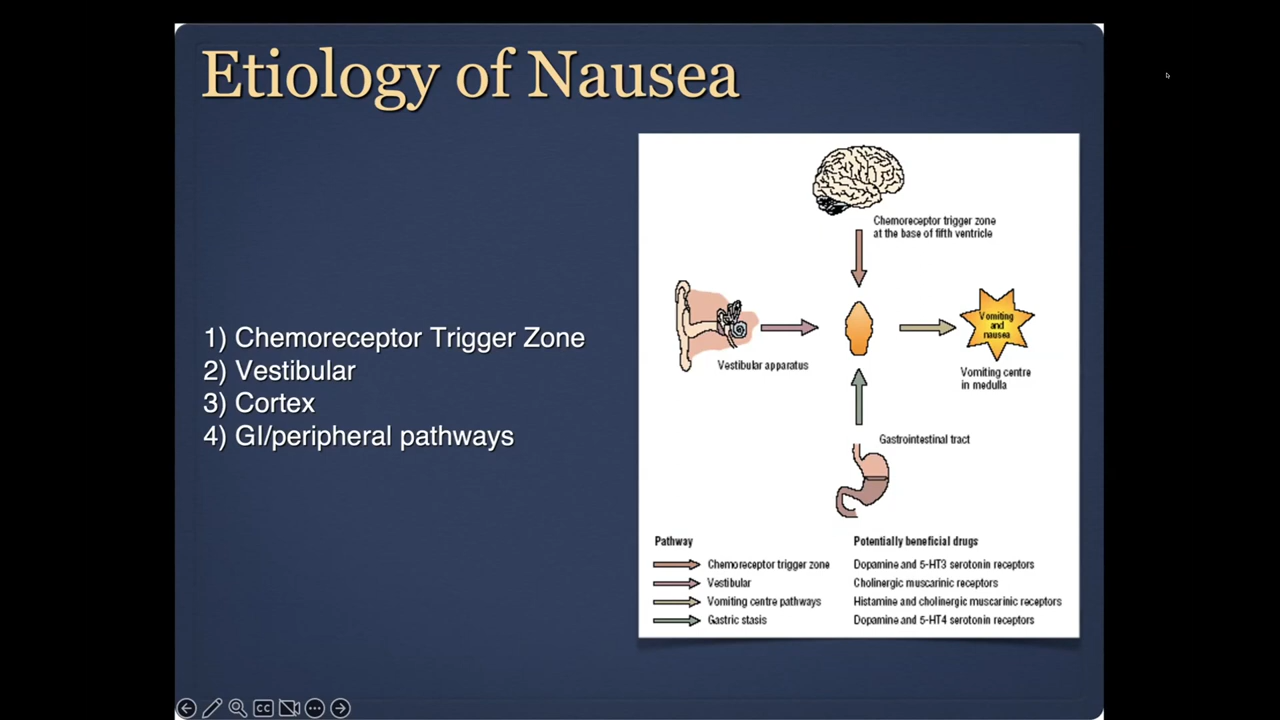 Etiology of Nausea
1) Chemoreceptor Trigger Zone
2) Vestibular
3) Cortex
4) GI/peripheral pathways
Chemoreceptor trigger zone
at the base of fifth ventricle
Vestibular apparatus
Vomiting
and
nausea
Vomiting centre
in medulla
Gastrointestinal tract
Pathway Potentially beneficial drugs
Chemoreceptor trigger zone Dopamine and 5-HT3 serotonin receptors
Vestibular Cholinergic muscarinic receptors
Vomiting centre pathways Histamine and cholinergic muscarinic receptors
Gastric stasis Dopamine and 5-HT4 serotonin receptors
CC